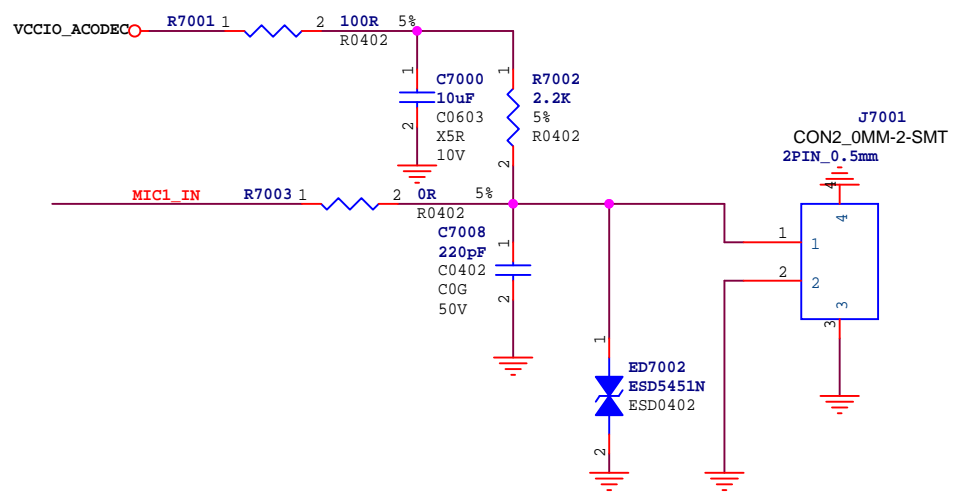 VCCIO_ACODEC
R7001 1 2 100R 5%
R0402
1 C7000
10uF
C0603
2 X5R
10V
1 R7002
2.2K
5%
R0402
2
J7001
CON2_0MM-2-SMT
2PIN_0.5mm
4
4
1 1
2 2
3
3
MIC1_IN R7003 1 2 0R 5%
R0402
C7008 1
220pF
C0402
C0G 2
50V
1
ED7002
ESD5451N
ESD0402
2